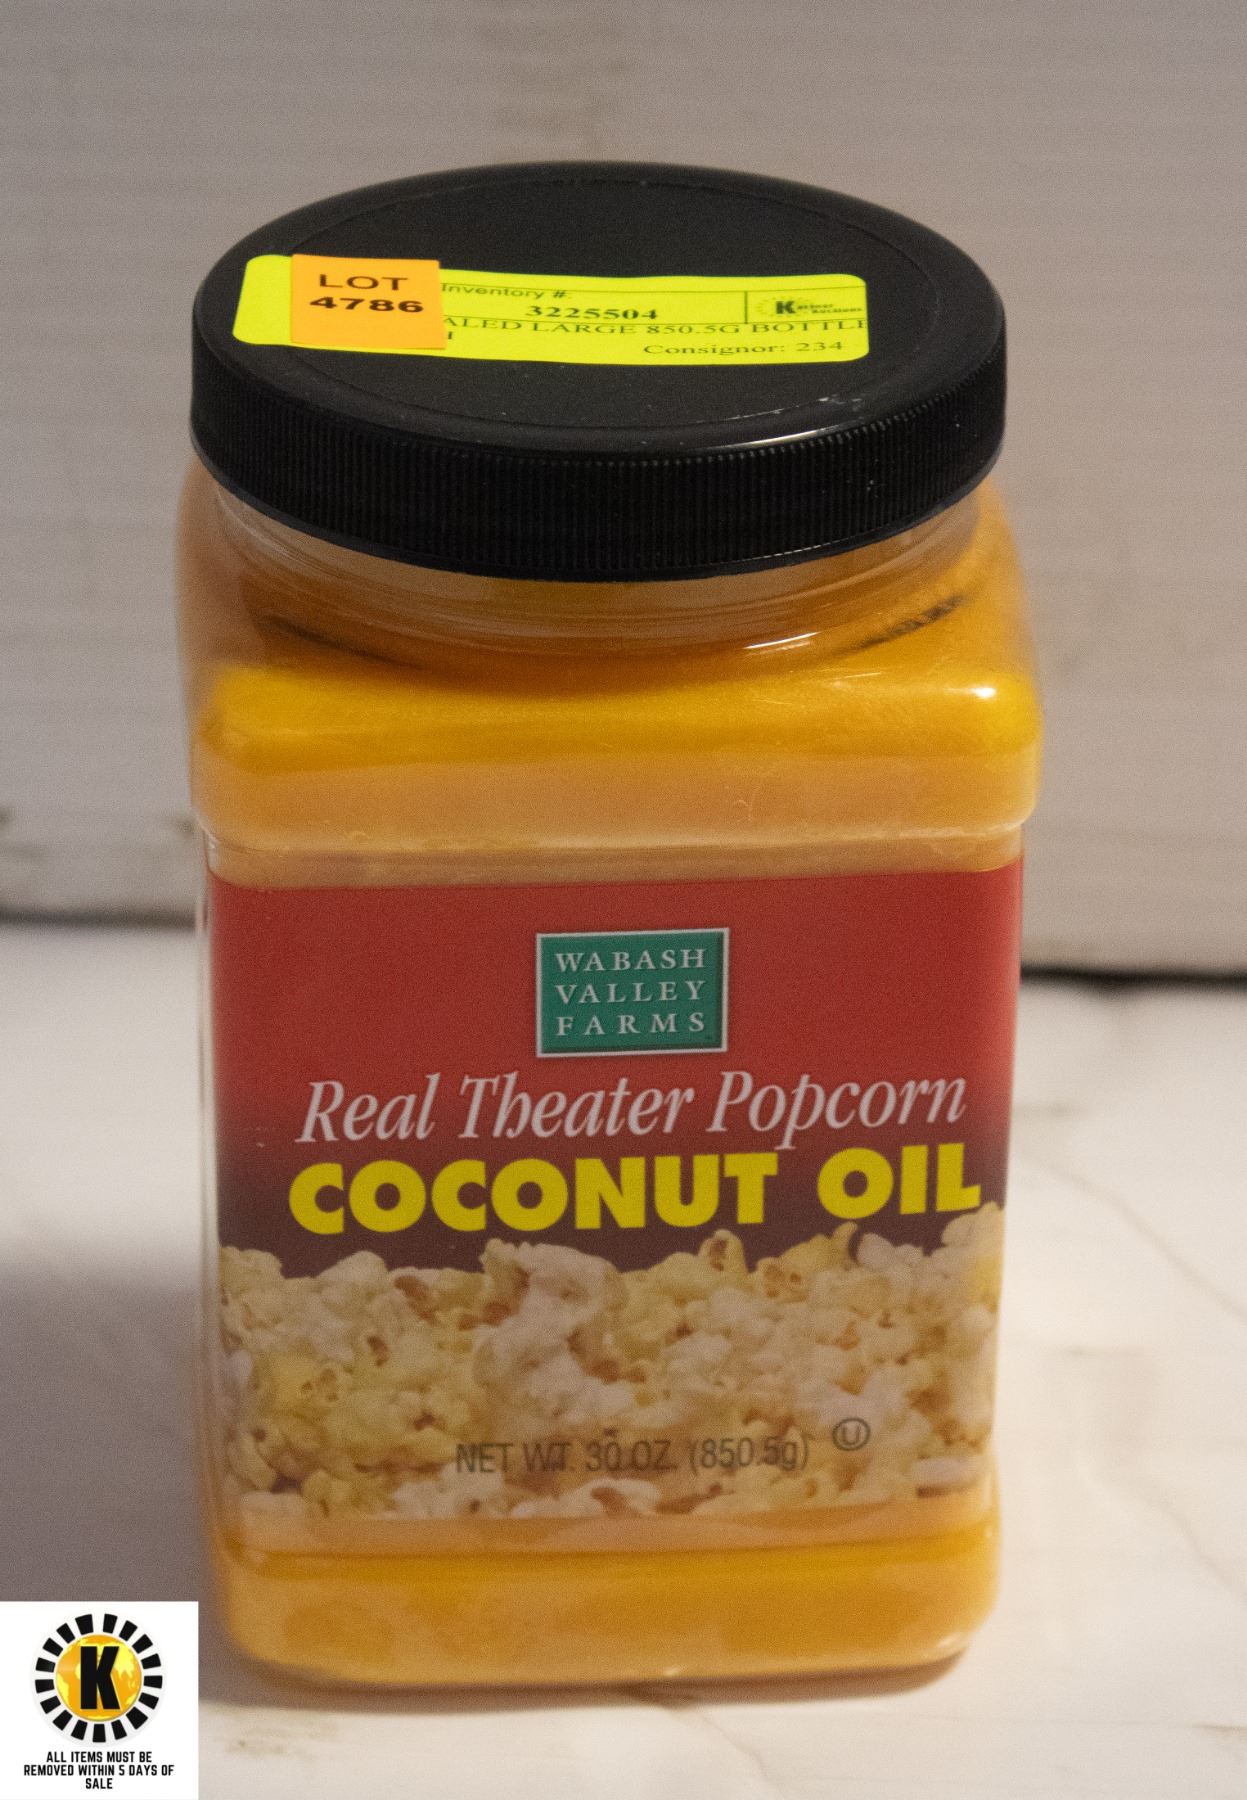 LOT
4786
Inventory #:
3225504
ALED LARGE 850.5G BOTTLE
Consignor: 234
WABASH
VALLEY
FARMS
Real Theater Popcorn
COCONUT OIL
NET WT. 30 OZ. (850.5g)
U
K
ALL ITEMS MUST BE
REMOVED WITHIN 5 DAYS OF
SALE